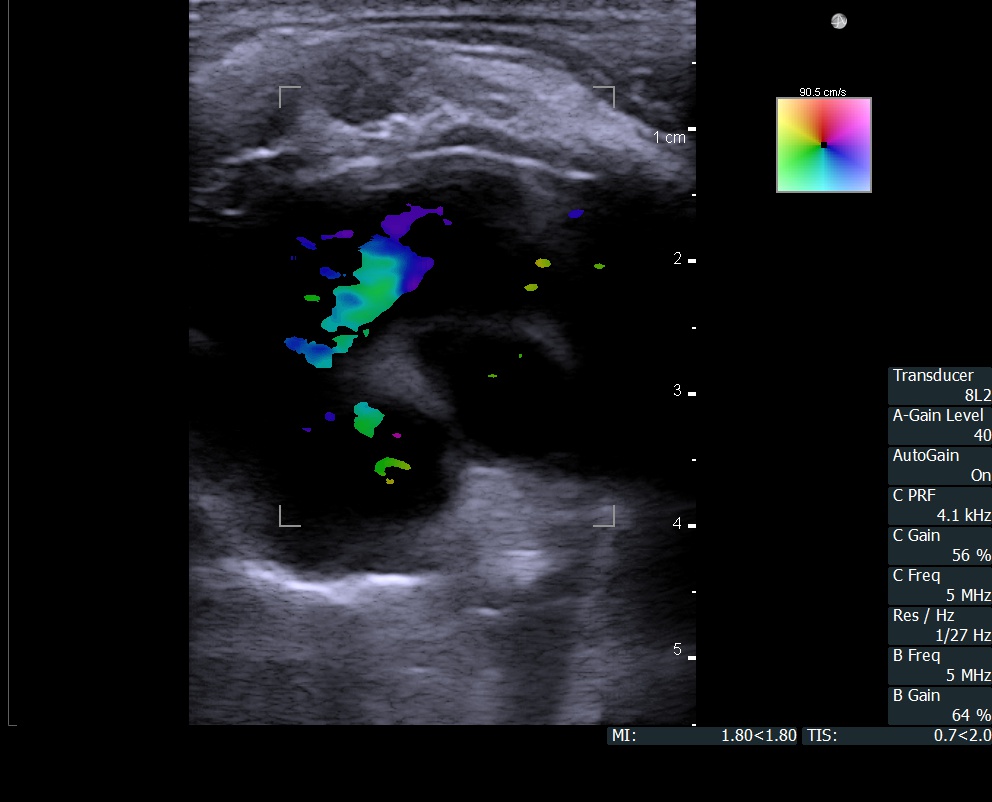 90.5 cm/s
1 cm
2
3
4
5
Transducer
8L2
A-Gain Level
40
AutoGain
On
C PRF
4.1 kHz
C Gain
56 %
C Freq
5 MHz
Res / Hz
1/27 Hz
B Freq
5 MHz
B Gain
64 %
MI: 1.80<1.80 TIS: 0.7<2.0